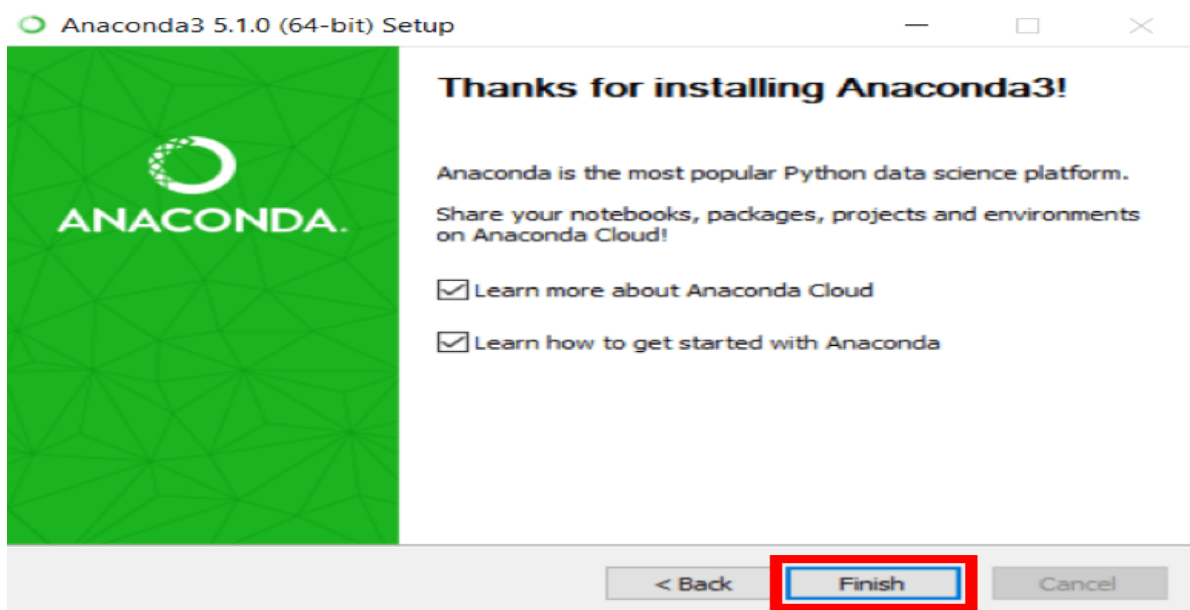 Anaconda3 5.1.0 (64-bit) Setup
ANACONDA.
Thanks for installing Anaconda3!
Anaconda is the most popular Python data science platform.
Share your notebooks, packages, projects and environments
on Anaconda Cloud!
Learn more about Anaconda Cloud
Learn how to get started with Anaconda
< Back Finish Cancel